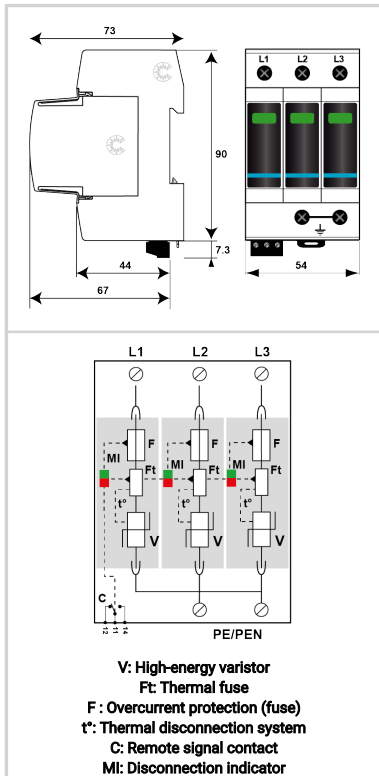 73
L1 L2 L3
90
7.3
44
67
54
L1 L2 L3
F F F
MI MI MI
Ft Ft Ft
t° t° t°
V V V
C
12 11 14
PE/PEN
V: High-energy varistor
Ft: Thermal fuse
F : Overcurrent protection (fuse)
t°: Thermal disconnection system
C: Remote signal contact
MI: Disconnection indicator